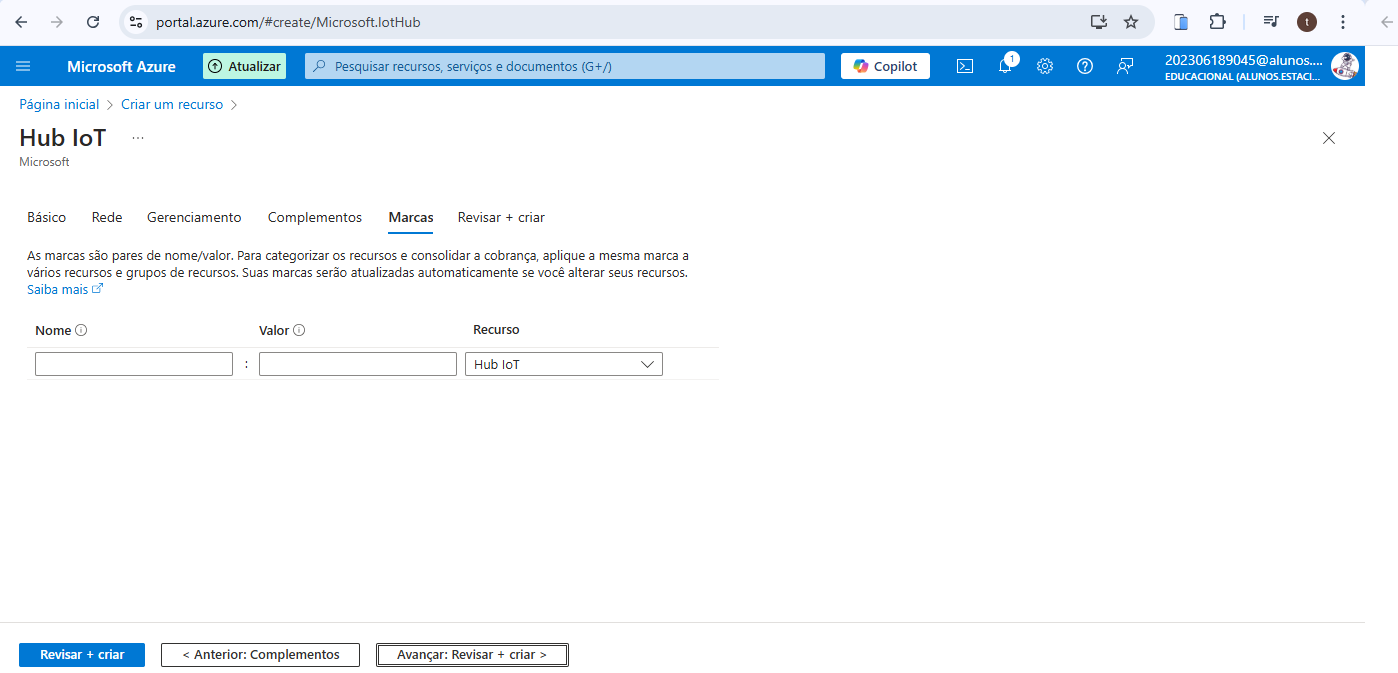 portal.azure.com/#create/Microsoft.IotHub
t
Microsoft Azure
Atualizar
Pesquisar recursos, serviços e documentos (G+/)
Copilot
1
202306189045@alunos....
EDUCACIONAL (ALUNOS.ESTACI...
Página inicial > Criar um recurso >
Hub IoT ...
Microsoft
Básico Rede Gerenciamento Complementos Marcas Revisar + criar
As marcas são pares de nome/valor. Para categorizar os recursos e consolidar a cobrança, aplique a mesma marca a
vários recursos e grupos de recursos. Suas marcas serão atualizadas automaticamente se você alterar seus recursos.
Saiba mais
Nome Valor Recurso
: Hub IoT
Revisar + criar < Anterior: Complementos Avançar: Revisar + criar >